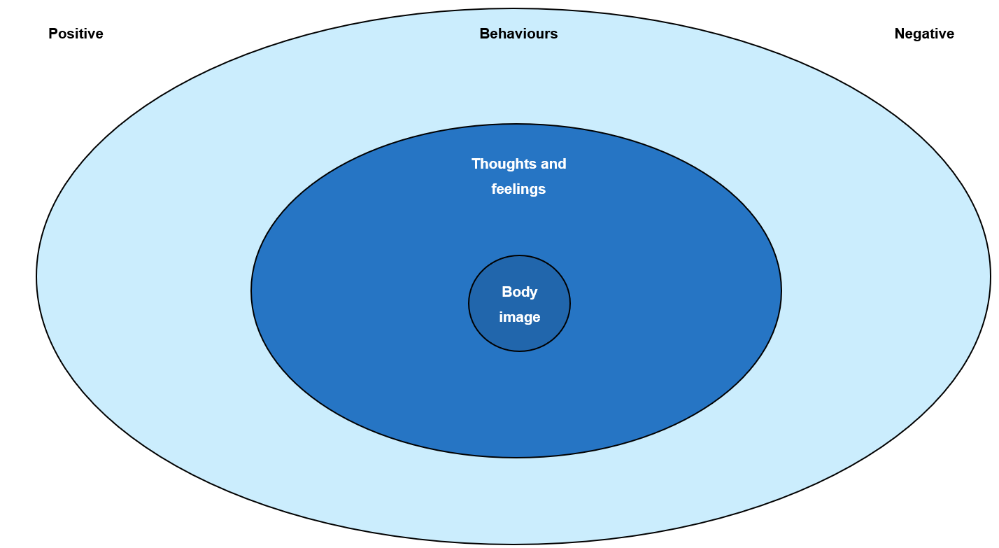 Positive
Behaviours
Negative
Thoughts and
feelings
Body
image